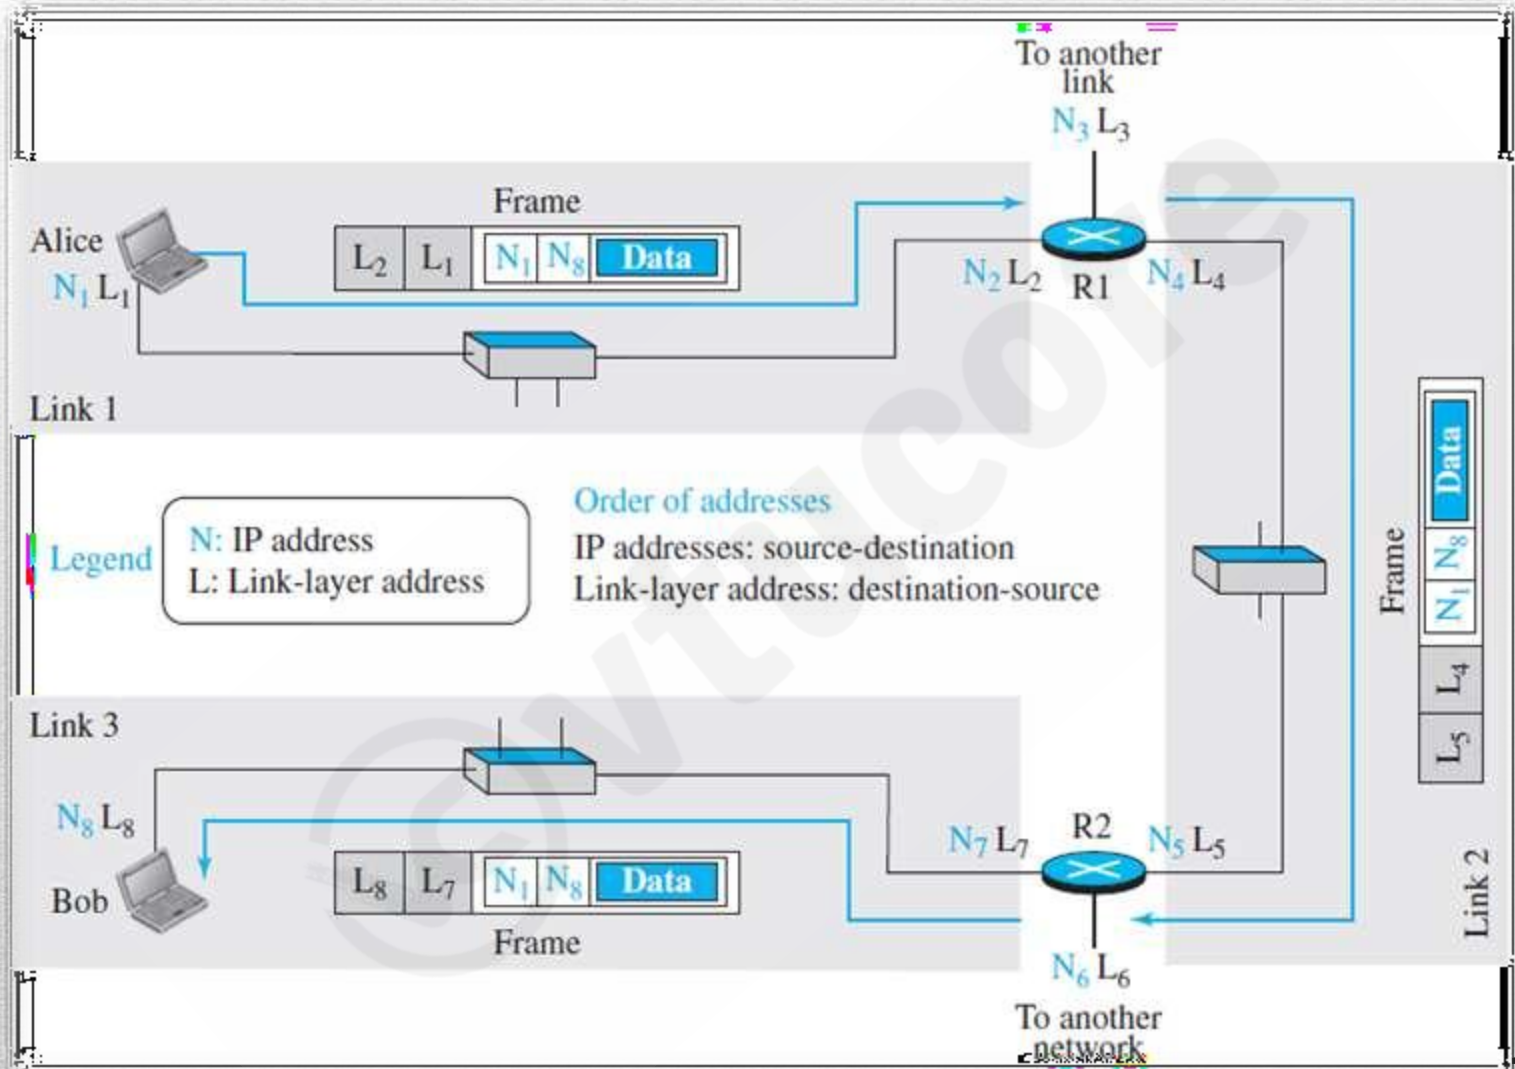 To another
link
N3 L3
Frame
Alice
L2 L1 N1 N8 Data
N1 L1
N2 L2
R1
N4 L4
Link 1
Legend
N: IP address
L: Link-layer address
Order of addresses
IP addresses: source-destination
Link-layer address: destination-source
Frame
L5 L4 N1 N8 Data
Link 2
Link 3
N8 L8
Bob
L8 L7 N1 N8 Data
Frame
N7 L7
R2
N5 L5
N6 L6
To another
network
©vtucore